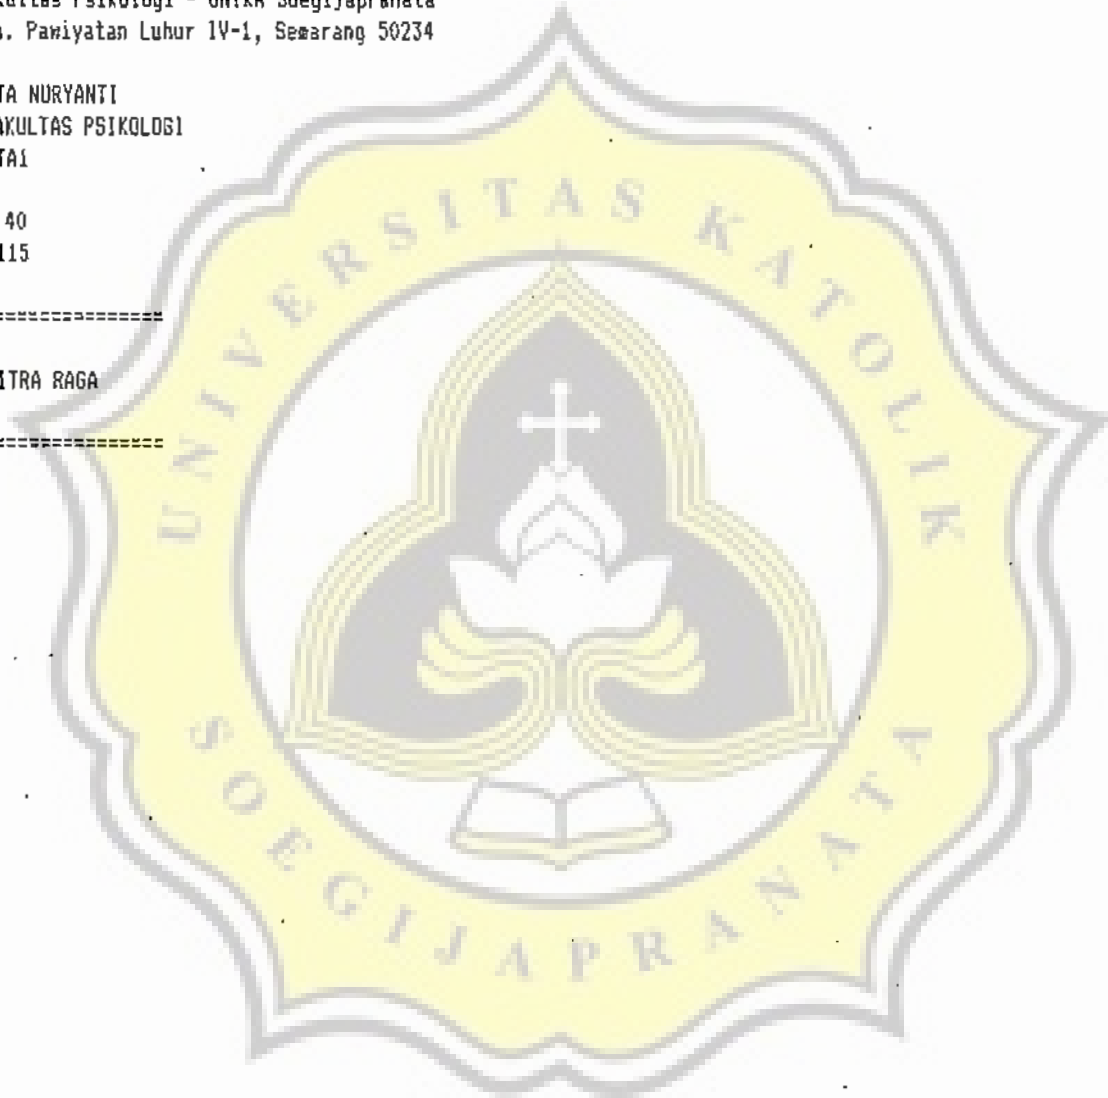 kultas Psikologi - UNIKA Soegijapranata
. Pawiyatan Luhur IV-1, Semarang 50234
TA NURYANTI
AKULTAS PSIKOLOGI
TA1
40
115
===================
ITRA RAGA
===================
UNIVERSITAS KATOLIK
SOEGIJAPRANATA